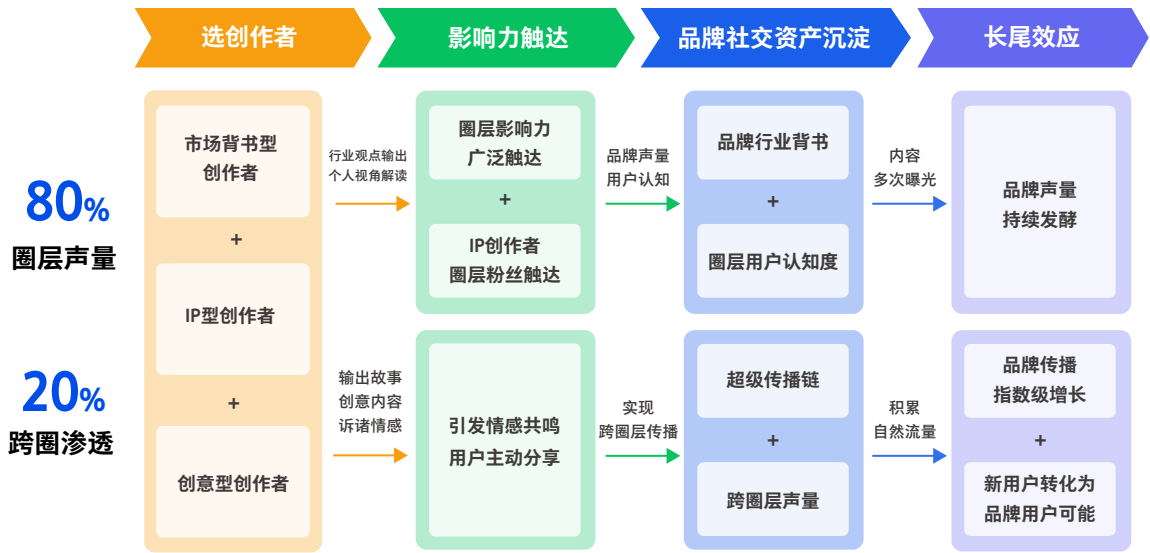 选创作者
影响力触达
品牌社交资产沉淀
长尾效应
80%
圈层声量
20%
跨圈渗透
市场背书型
创作者
+
IP型创作者
+
创意型创作者
行业观点输出
个人视角解读
输出故事
创意内容
诉诸情感
圈层影响力
广泛触达
+
IP创作者
圈层粉丝触达
引发情感共鸣
用户主动分享
品牌声量
用户认知
实现
跨圈层传播
品牌行业背书
+
圈层用户认知度
超级传播链
+
跨圈层声量
内容
多次曝光
积累
自然流量
品牌声量
持续发酵
品牌传播
指数级增长
+
新用户转化为
品牌用户可能